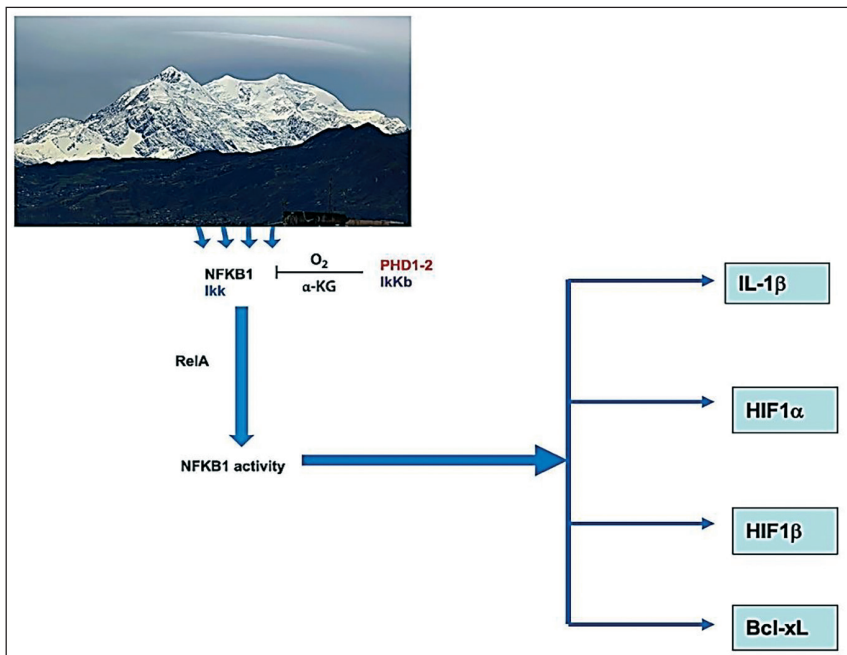 NFKB1
Ikk
O₂
α-KG
PHD1-2
IkKb
RelA
NFKB1 activity
IL-1β
HIF1α
HIF1β
Bcl-xL